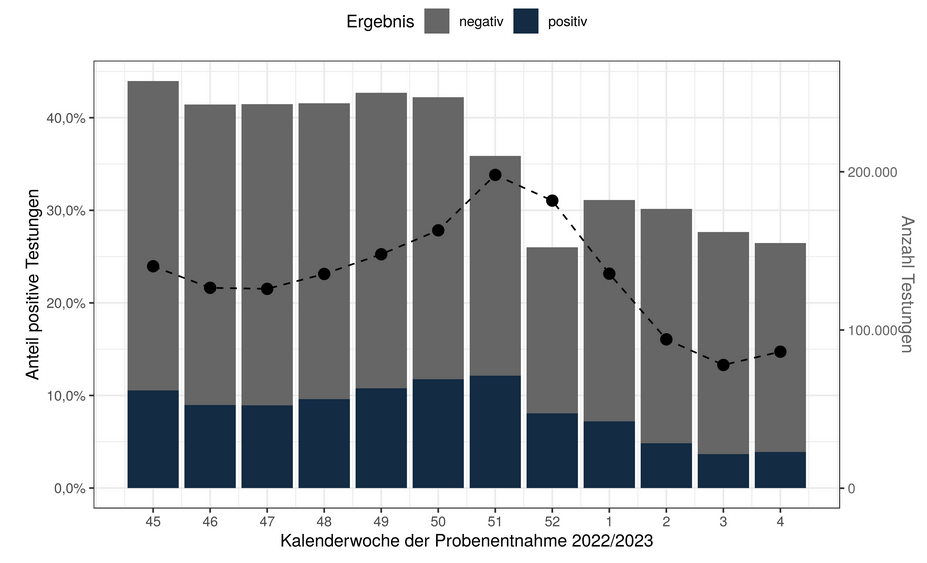 Ergebnis negativ positiv
Anteil positive Testungen
40,0%
30,0%
20,0%
10,0%
0,0%
200.000
100.000
0
Anzahl Testungen
45 46 47 48 49 50 51 52 1 2 3 4
Kalenderwoche der Probenentnahme 2022/2023